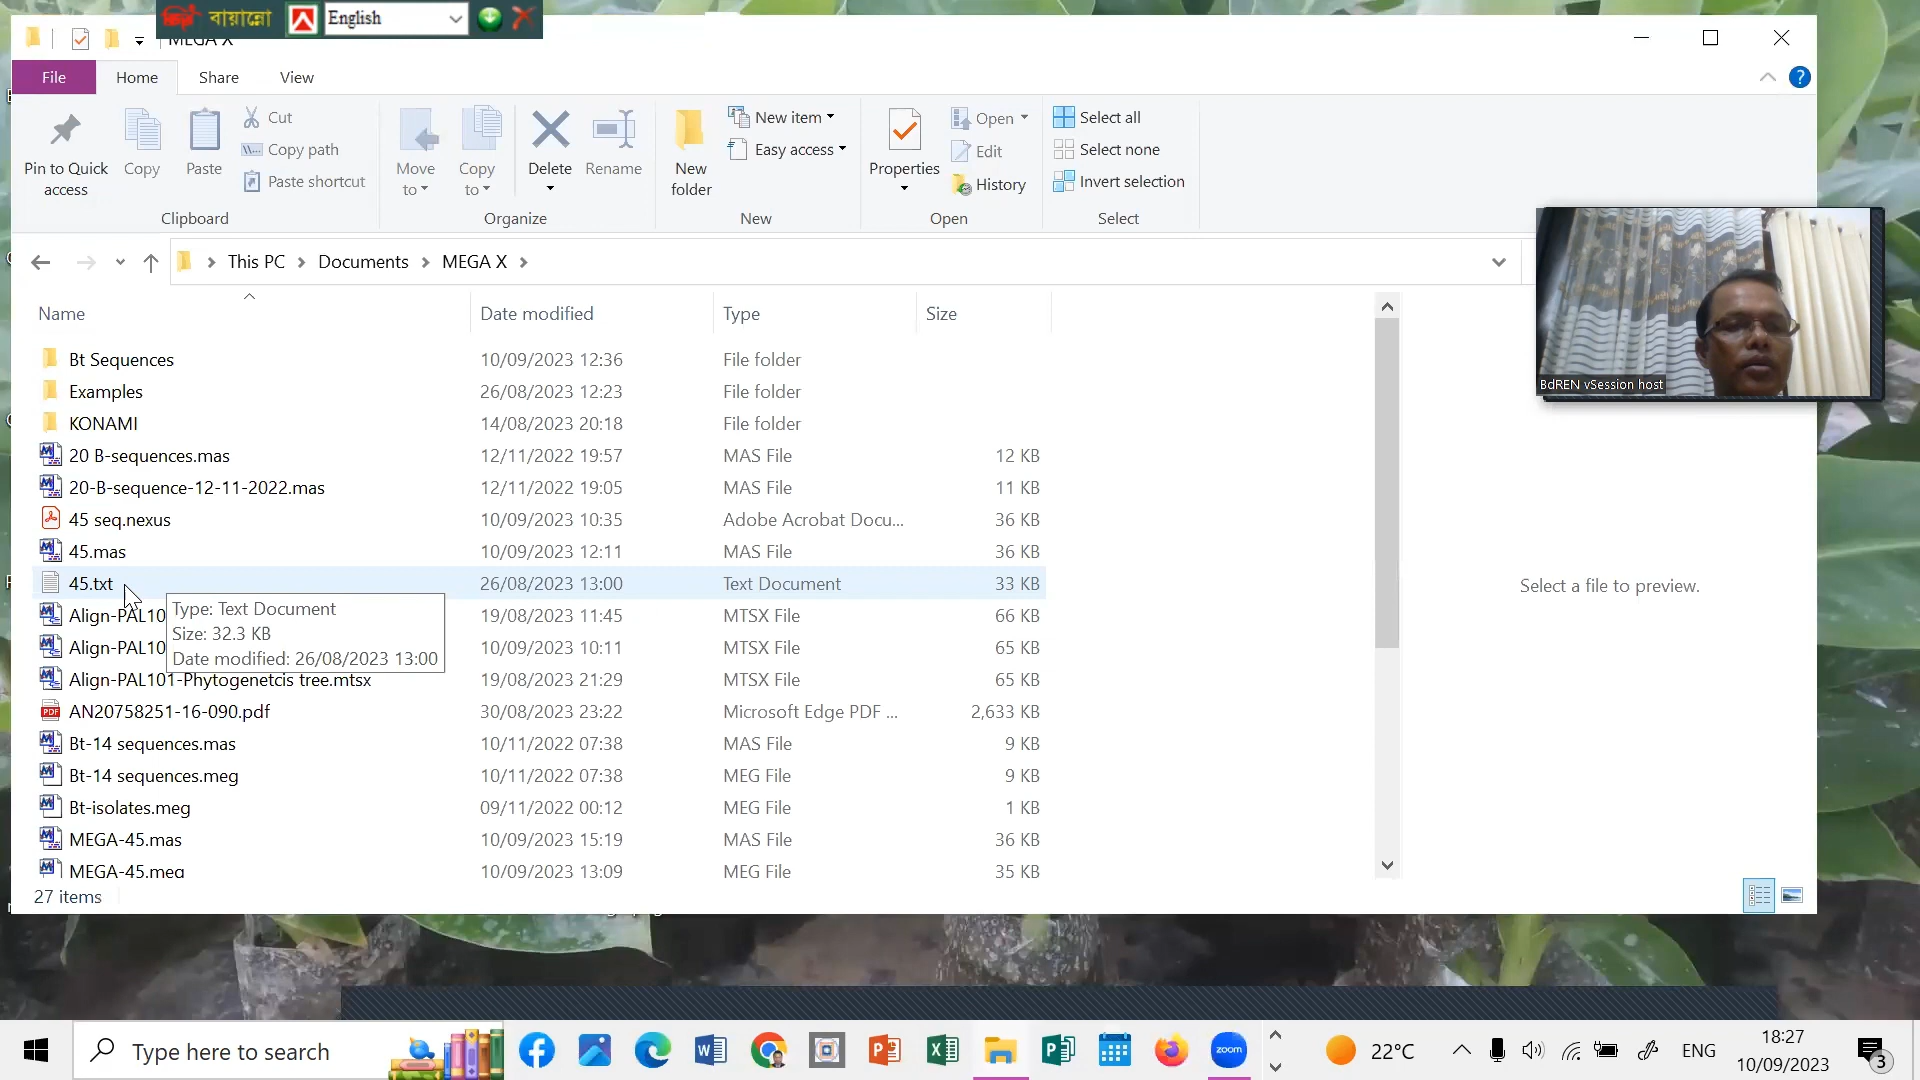 বায়ান্নো
English
MEGA X
File
Home
Share
View
Pin to Quick access
Copy
Paste
Cut
Copy path
Paste shortcut
Clipboard
Move to
Copy to
Delete
Rename
Organize
New folder
New item
Easy access
New
Properties
Open
Edit
History
Open
Select all
Select none
Invert selection
Select
This PC
Documents
MEGA X
Name
Date modified
Type
Size
Bt Sequences 10/09/2023 12:36 File folder
Examples 26/08/2023 12:23 File folder
KONAMI 14/08/2023 20:18 File folder
20 B-sequences.mas 12/11/2022 19:57 MAS File 12 KB
20-B-sequence-12-11-2022.mas 12/11/2022 19:05 MAS File 11 KB
45 seq.nexus 10/09/2023 10:35 Adobe Acrobat Docu... 36 KB
45.mas 10/09/2023 12:11 MAS File 36 KB
45.txt 26/08/2023 13:00 Text Document 33 KB
Type: Text Document
Size: 32.3 KB
Date modified: 26/08/2023 13:00
Align-PAL10 19/08/2023 11:45 MTSX File 66 KB
Align-PAL10 10/09/2023 10:11 MTSX File 65 KB
Align-PAL101-Phytogenetcis tree.mtsx 19/08/2023 21:29 MTSX File 65 KB
PDF AN20758251-16-090.pdf 30/08/2023 23:22 Microsoft Edge PDF ... 2,633 KB
Bt-14 sequences.mas 10/11/2022 07:38 MAS File 9 KB
Bt-14 sequences.meg 10/11/2022 07:38 MEG File 9 KB
Bt-isolates.meg 09/11/2022 00:12 MEG File 1 KB
MEGA-45.mas 10/09/2023 15:19 MAS File 36 KB
MEGA-45.meg 10/09/2023 13:09 MEG File 35 KB
27 items
Select a file to preview.
BdREN vSession host
Type here to search
zoom
22°C
ENG
18:27
10/09/2023
3